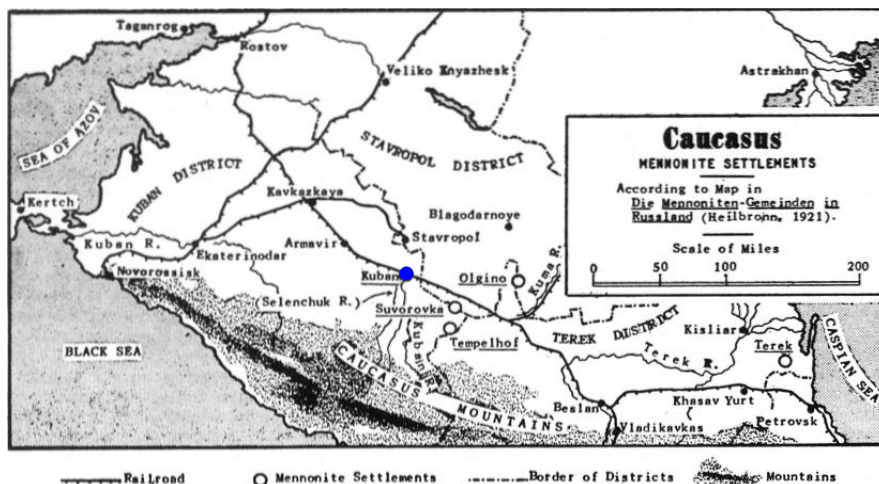 Taganrog
Rostov
Veliko Knyazhesk
Astrakhan
SEA OF AZOV
STAVROPOL DISTRICT
KUBAN DISTRICT
Caucasus
MENNONITE SETTLEMENTS
According to Map in
Die Mennoniten-Gemeinden in
Russland (Heilbronn, 1921).
Scale of Miles
0 50 100 200
Kertch
Kavkazkaya
Blagodarnoye
Kuban R.
Ekaterinodar
Armavir
Stavropol
Novorossisk
Kuban
Olgino
Kuma R.
Selenchuk R.
Suvorovka
Tempelhof
Kuban R.
TEREK DISTRICT
Kisliar
Terek R.
Terek
CASPIAN SEA
BLACK SEA
CAUCASUS MOUNTAINS
Beslan
Khasav Yurt
Vladikavkas
Petrovsk
Railroad Mennonite Settlements Border of Districts Mountains